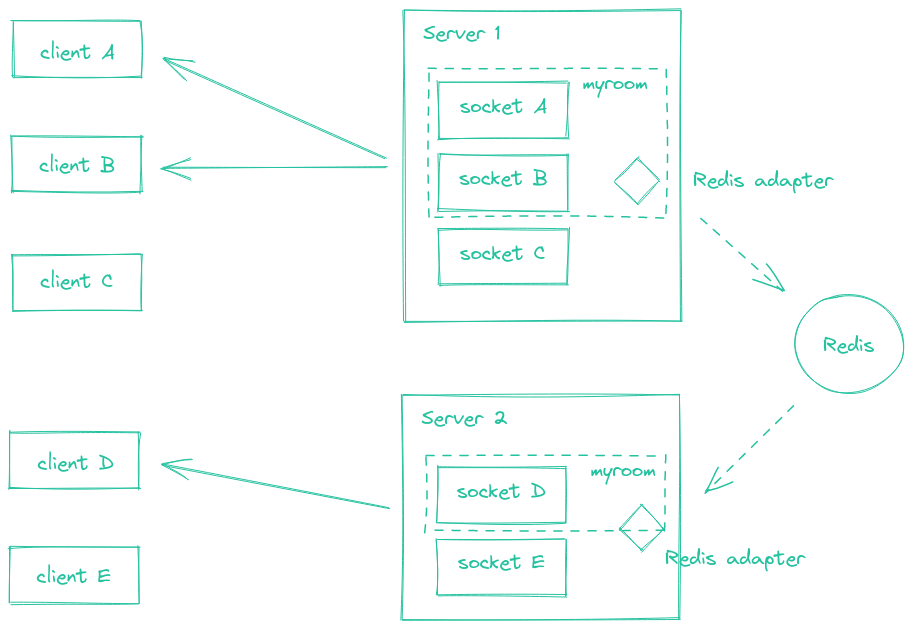 client A
client B
client C
client D
client E
Server 1
myroom
socket A
socket B
socket C
Redis adapter
Redis
Server 2
myroom
socket D
socket E
Redis adapter